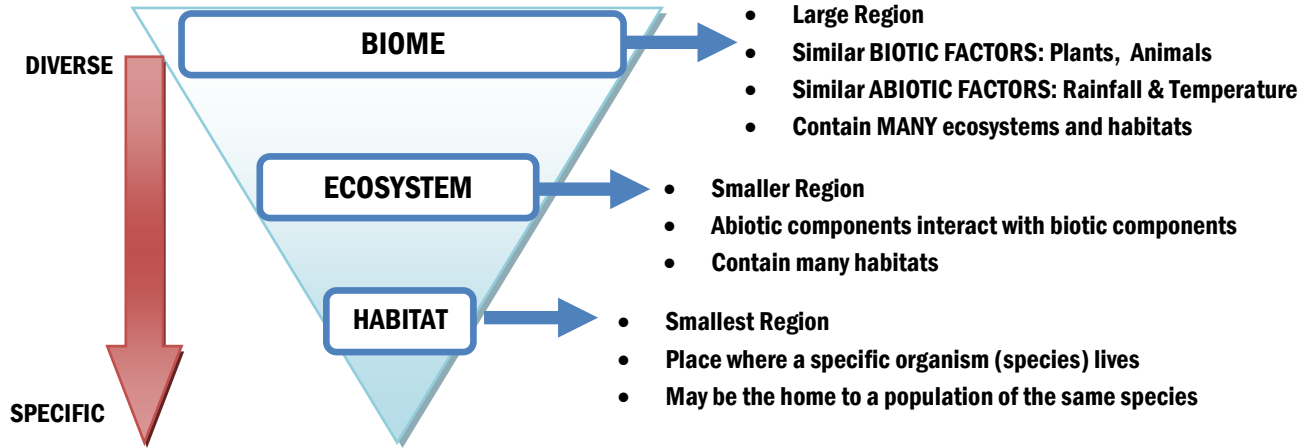 BIOME
• Large Region
• Similar BIOTIC FACTORS: Plants, Animals
• Similar ABIOTIC FACTORS: Rainfall & Temperature
• Contain MANY ecosystems and habitats
DIVERSE
ECOSYSTEM
• Smaller Region
• Abiotic components interact with biotic components
• Contain many habitats
HABITAT
• Smallest Region
• Place where a specific organism (species) lives
• May be the home to a population of the same species
SPECIFIC